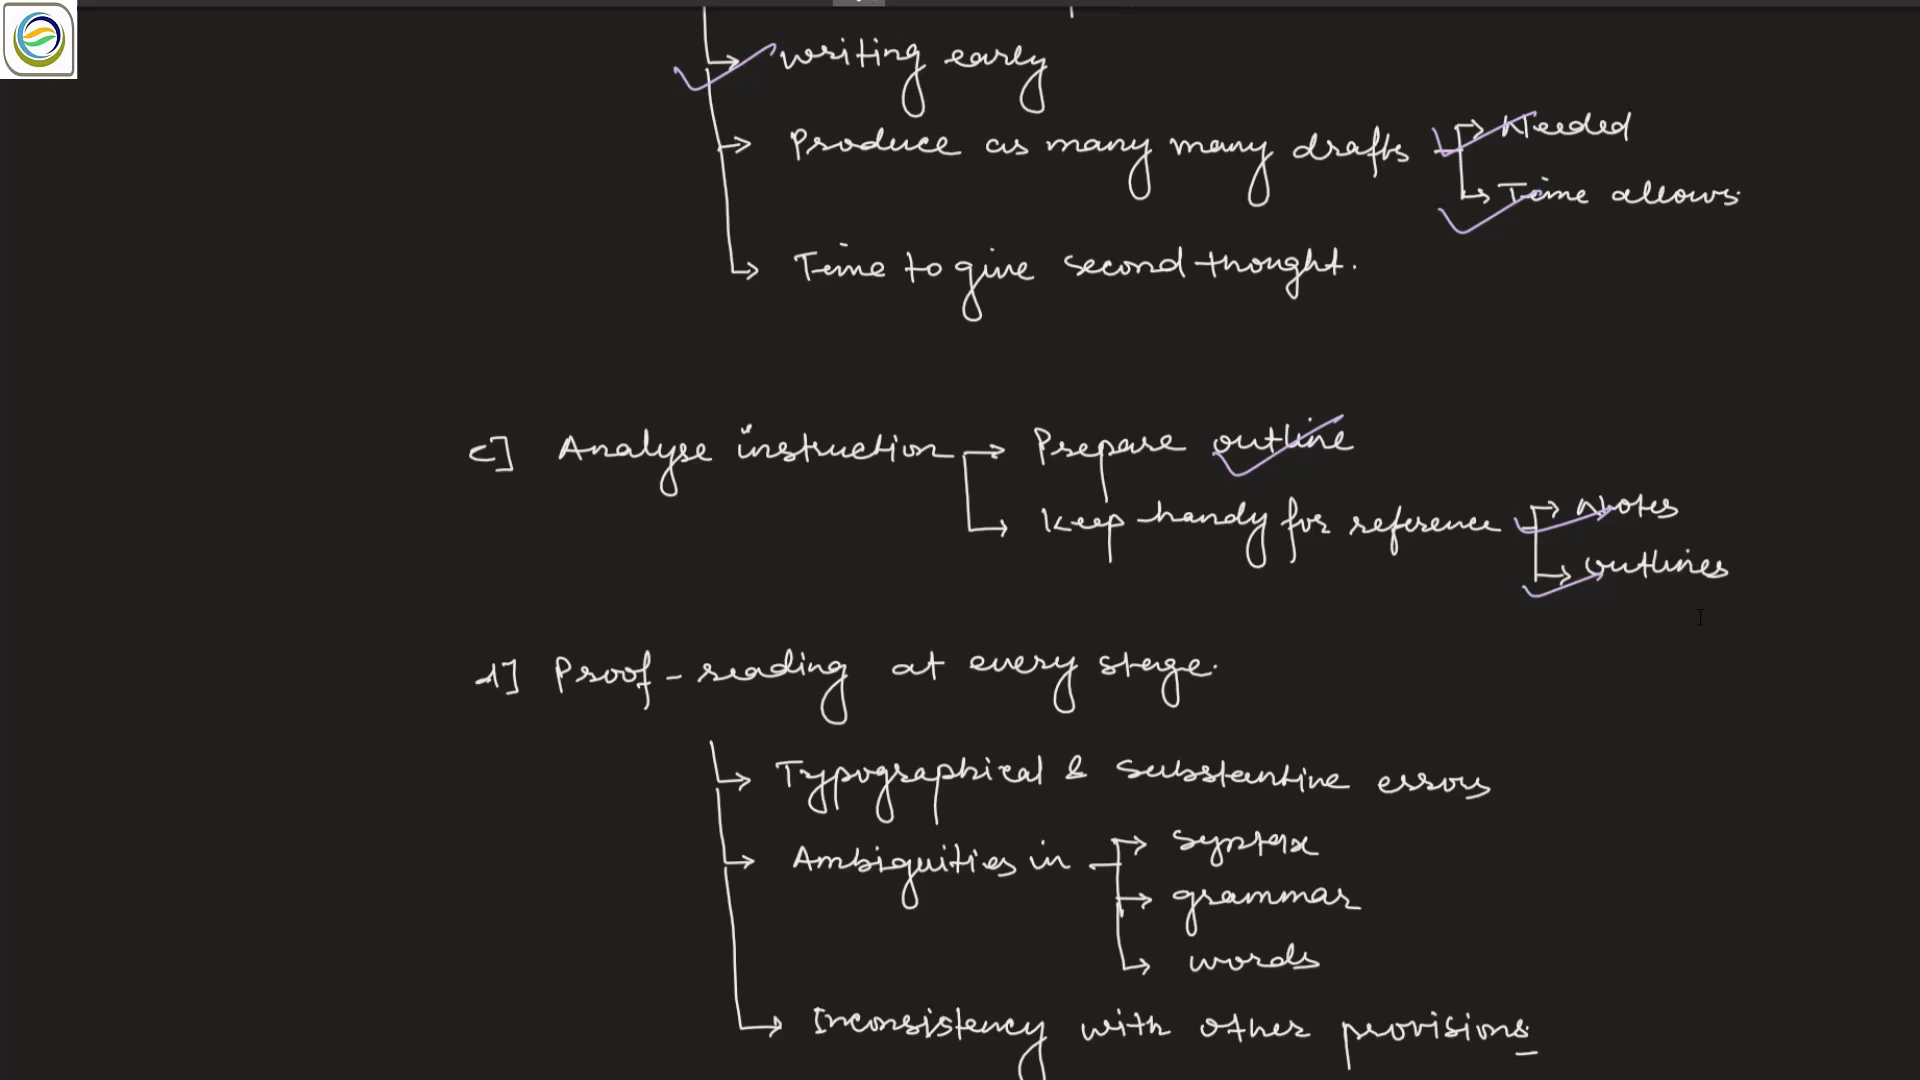 writing early
Produce as many many drafts
Needed
Time allows.
Time to give second thought.
c] Analyse instruction
Prepare outline
Keep handy for reference
Notes
outlines
d] Proof-reading at every stage.
Typographical & substantive errors
Ambiguities in
syntax
grammar
words
Inconsistency with other provisions